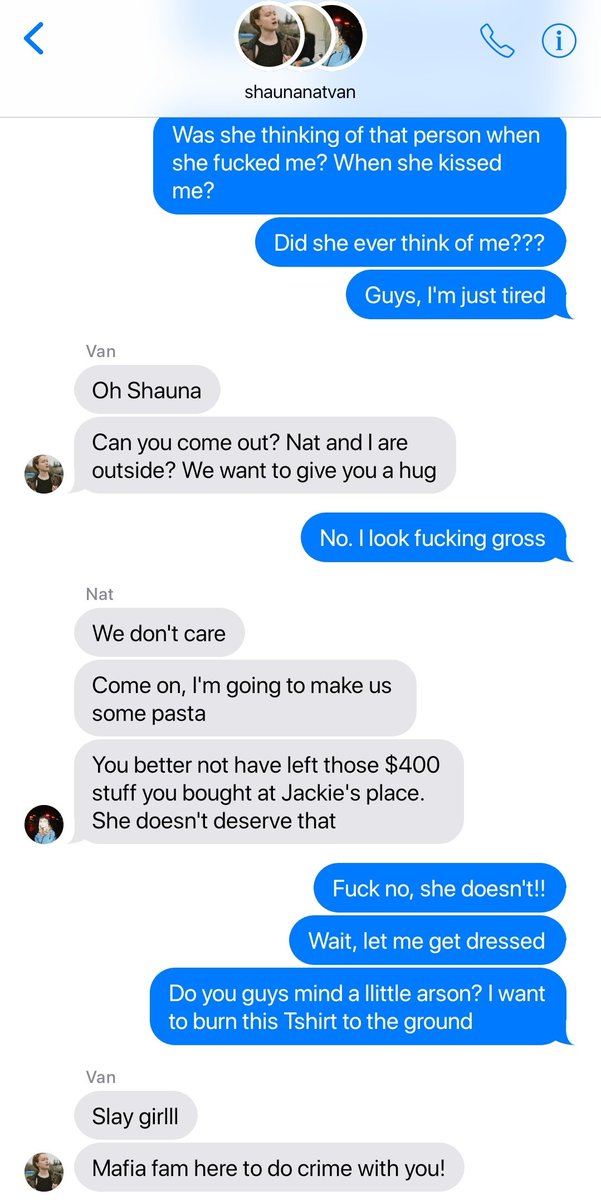 shaunanatvan
Was she thinking of that person when
she fucked me? When she kissed
me?
Did she ever think of me???
Guys, I'm just tired
Van
Oh Shauna
Can you come out? Nat and I are
outside? We want to give you a hug
No. I look fucking gross
Nat
We don't care
Come on, I'm going to make us
some pasta
You better not have left those $400
stuff you bought at Jackie's place.
She doesn't deserve that
Fuck no, she doesn't!!
Wait, let me get dressed
Do you guys mind a llittle arson? I want
to burn this Tshirt to the ground
Van
Slay girlll
Mafia fam here to do crime with you!